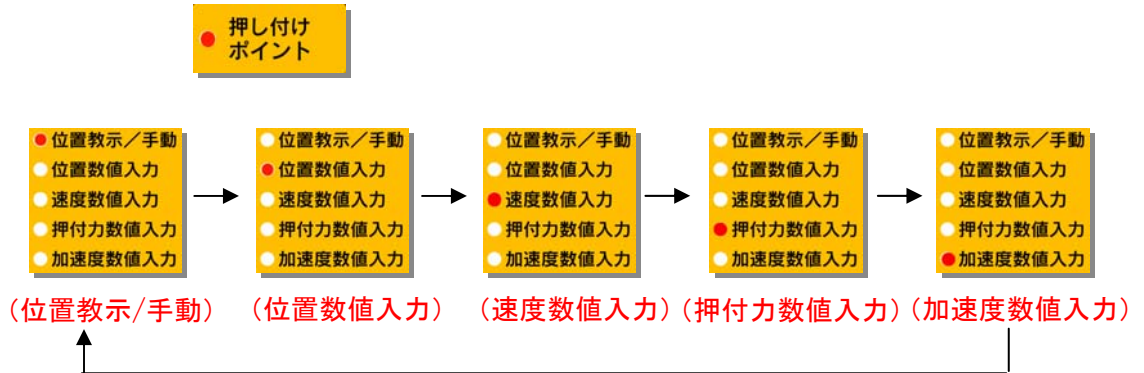 押し付け
ポイント
位置教示／手動
位置数値入力
速度数値入力
押付力数値入力
加速度数値入力
位置教示／手動
位置数値入力
速度数値入力
押付力数値入力
加速度数値入力
位置教示／手動
位置数値入力
速度数値入力
押付力数値入力
加速度数値入力
位置教示／手動
位置数値入力
速度数値入力
押付力数値入力
加速度数値入力
位置教示／手動
位置数値入力
速度数値入力
押付力数値入力
加速度数値入力
（位置教示/手動）
（位置数値入力）
（速度数値入力）
（押付力数値入力）
（加速度数値入力）